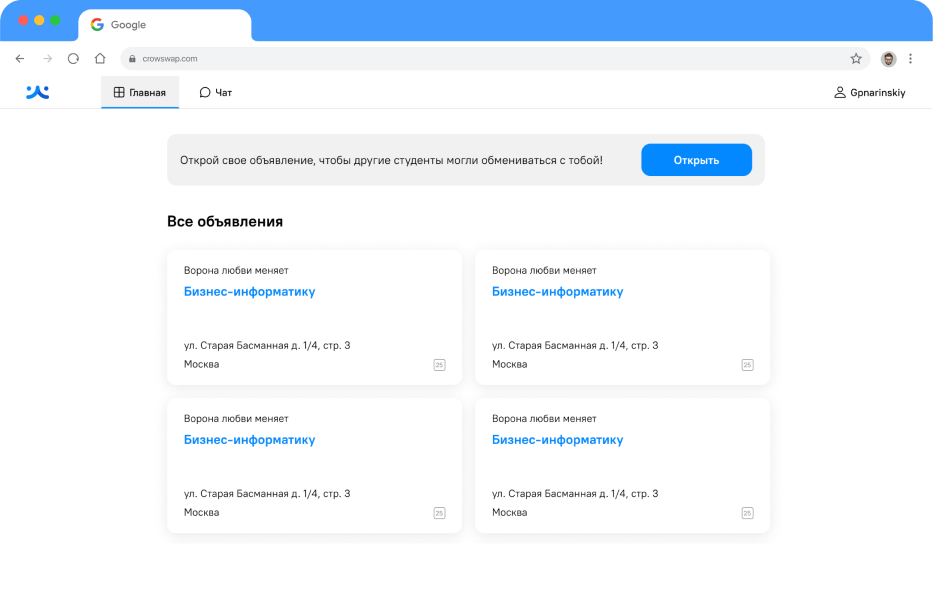 Google
crowswap.com
Главная
Чат
Gpnarinskiy
Открой свое объявление, чтобы другие студенты могли обмениваться с тобой!
Открыть
Все объявления
Ворона любви меняет
Бизнес-информатику
ул. Старая Басманная д. 1/4, стр. 3
Москва
25
Ворона любви меняет
Бизнес-информатику
ул. Старая Басманная д. 1/4, стр. 3
Москва
25
Ворона любви меняет
Бизнес-информатику
ул. Старая Басманная д. 1/4, стр. 3
Москва
25
Ворона любви меняет
Бизнес-информатику
ул. Старая Басманная д. 1/4, стр. 3
Москва
25